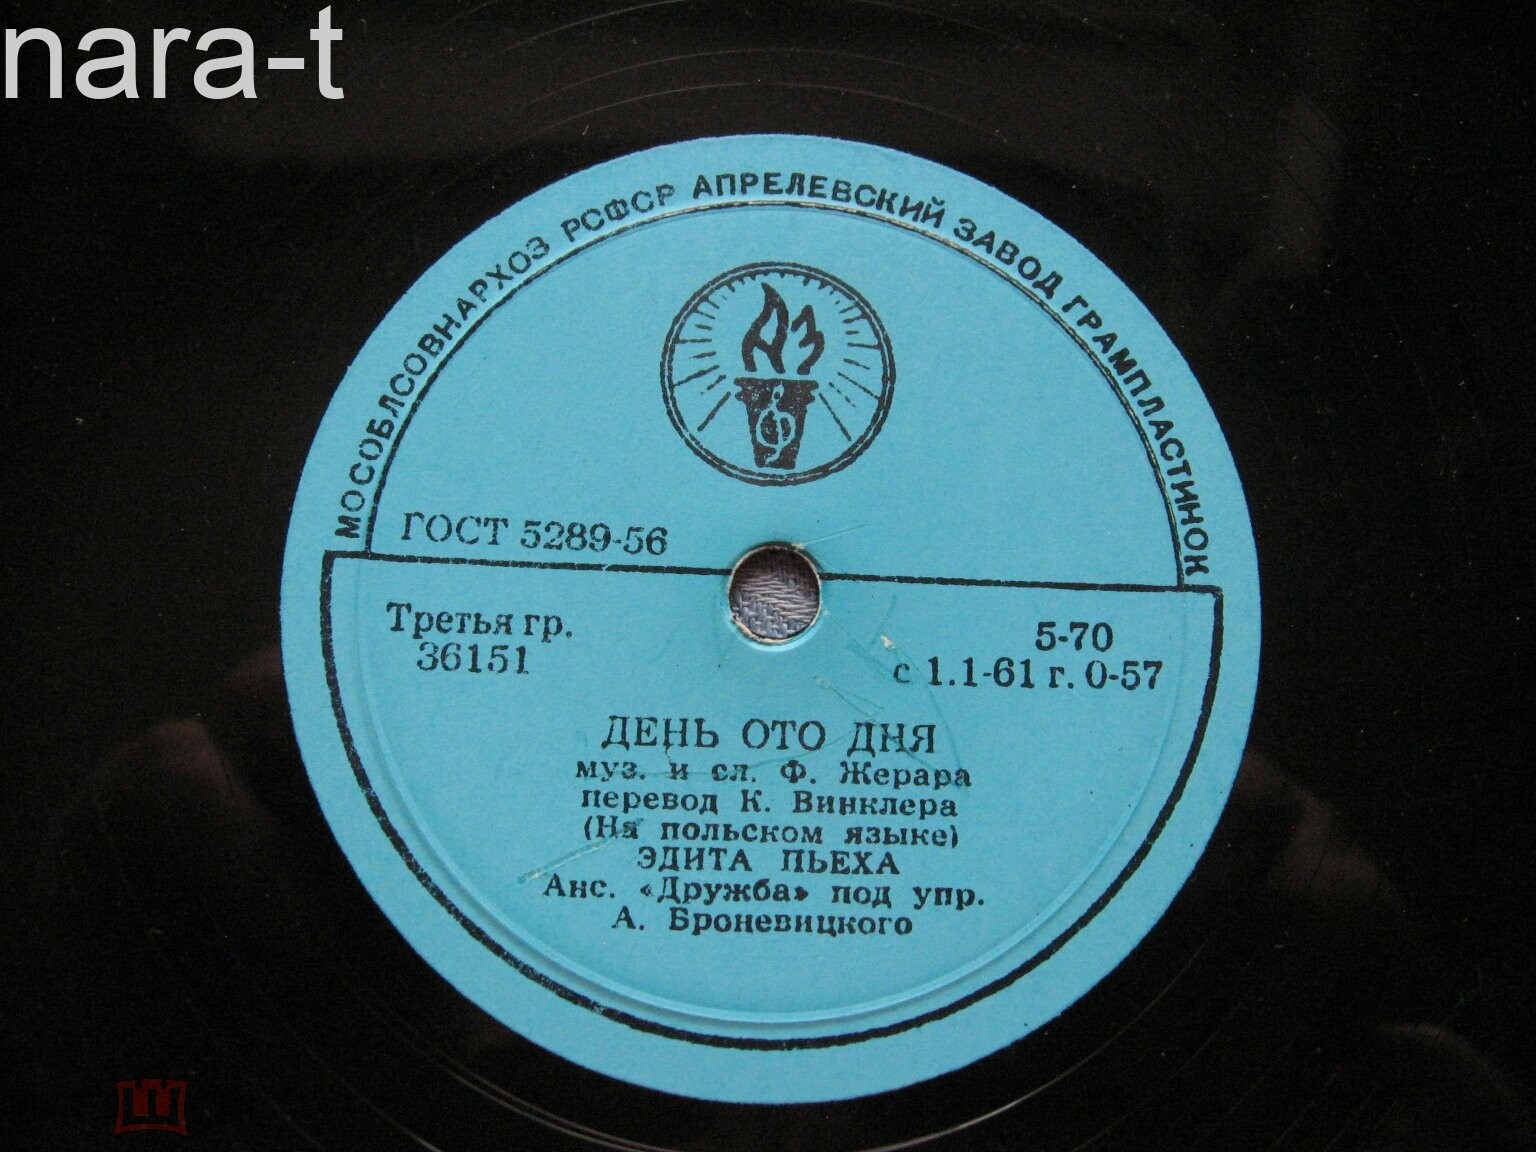 nara-t
МОСОБЛСОВНАРХОЗ РСФСР АПРЕЛЕВСКИЙ ЗАВОД ГРАМПЛАСТИНОК
АЗ
ГОСТ 5289-56
Третья гр.
36151
5-70
с 1.1-61 г. 0-57
ДЕНЬ ОТО ДНЯ
муз. и сл. Ф. Жерара
перевод К. Винклера
(На польском языке)
ЭДИТА ПЬЕХА
Анс. «Дружба» под упр.
А. Броневицкого